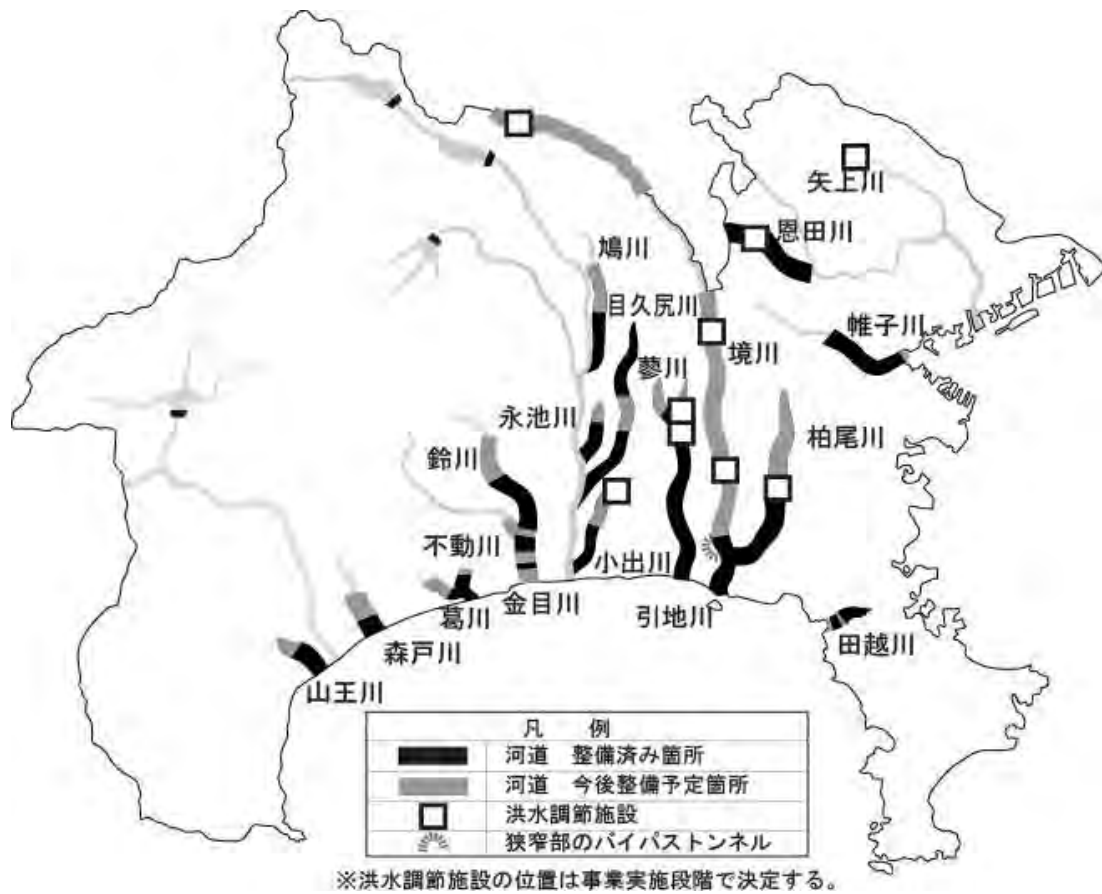 矢上川
恩田川
鳩川
目久尻川
帷子川
境川
蓼川
永池川
柏尾川
鈴川
不動川
小出川
葛川
金目川
引地川
森戸川
田越川
山王川
凡 例
河道 整備済み箇所
河道 今後整備予定箇所
洪水調節施設
狭窄部のバイパストンネル
※洪水調節施設の位置は事業実施段階で決定する。